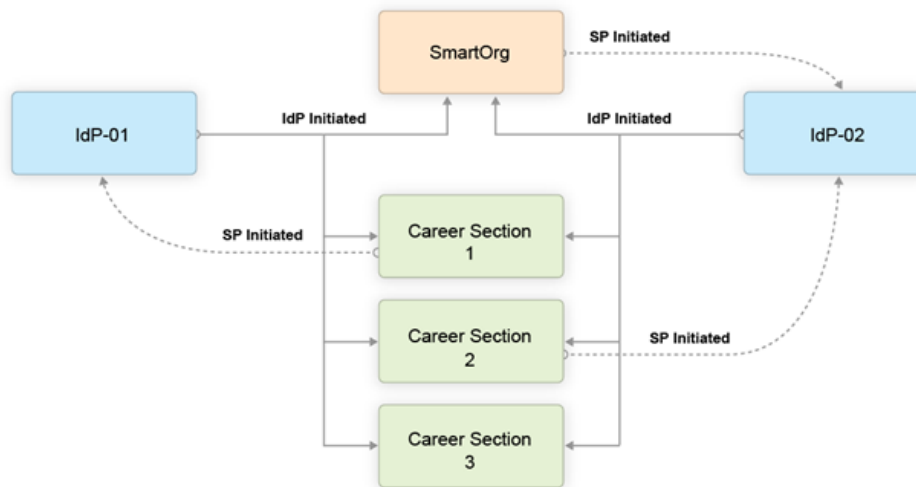 SmartOrg
SP Initiated
IdP-01
IdP Initiated
IdP Initiated
IdP-02
SP Initiated
Career Section
1
Career Section
2
SP Initiated
Career Section
3